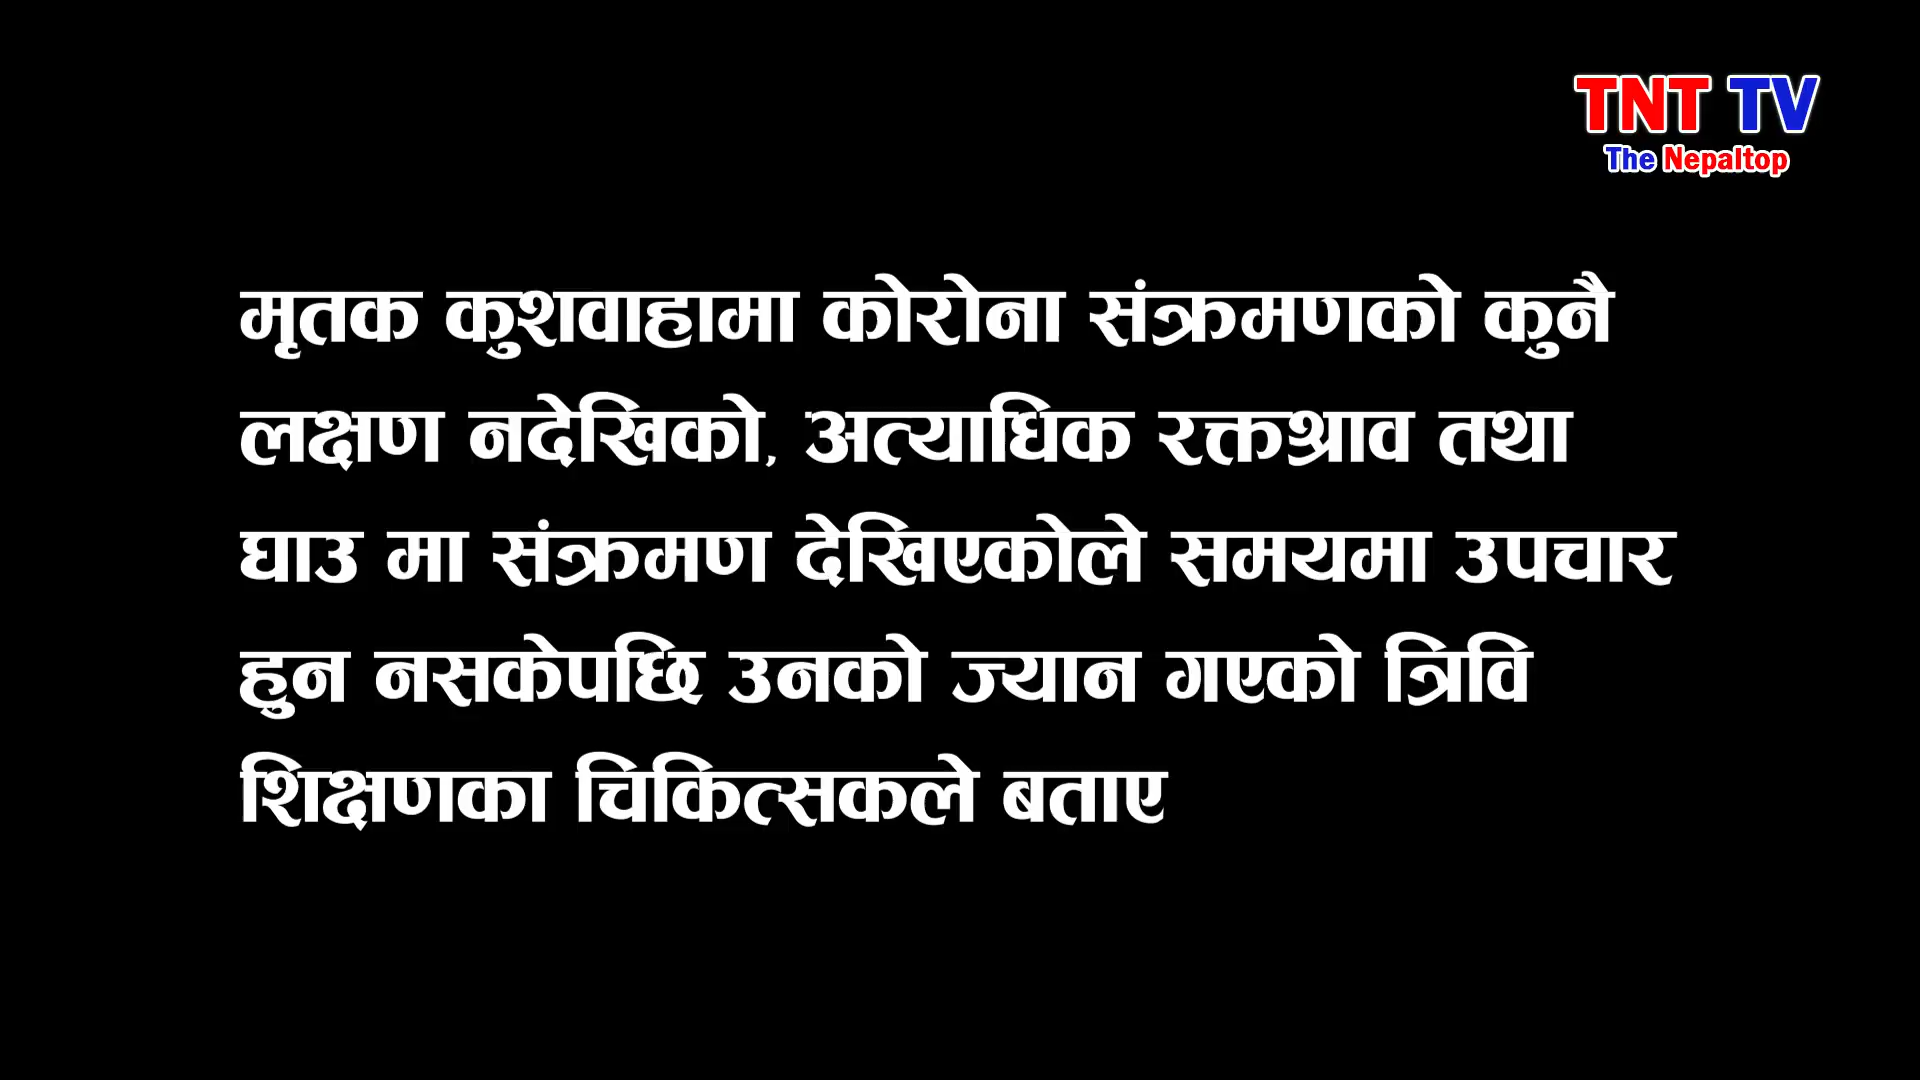 TNT TV
The Nepaltop
मृतक कुशवाहामा कोरोना संक्रमणको कुनै
लक्षण नदेखिको, अत्याधिक रक्तश्राव तथा
घाउ मा संक्रमण देखिएकोले समयमा उपचार
हुन नसकेपछि उनको ज्यान गएको त्रिवि
शिक्षणका चिकित्सकले बताए